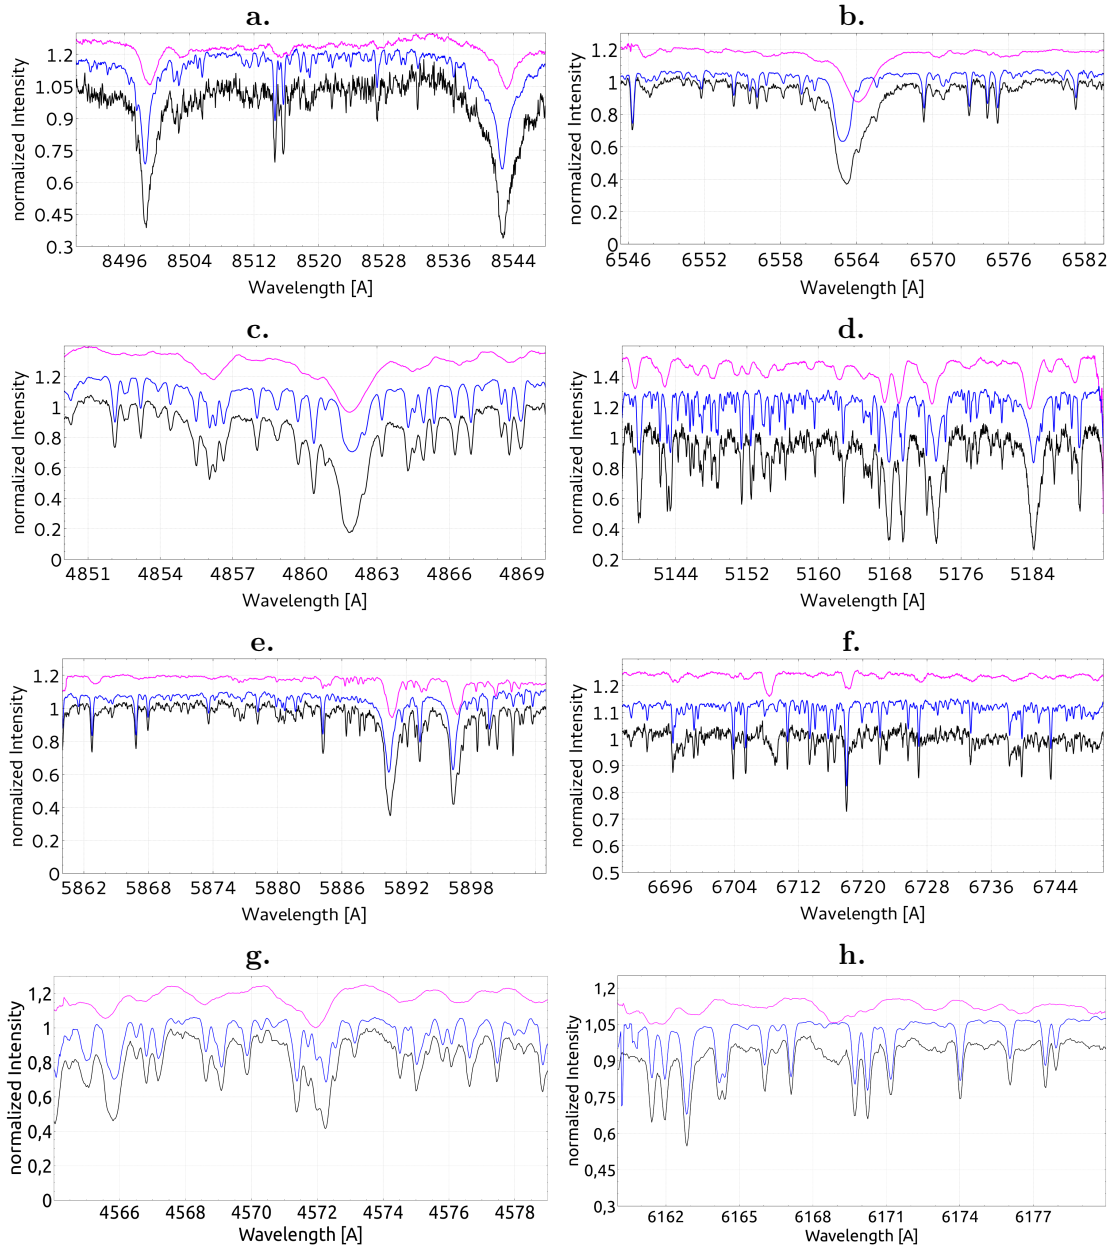 a.
b.
1.2
1.05
0.9
0.75
0.6
0.45
0.3
normalized Intensity
8496 8504 8512 8520 8528 8536 8544
Wavelength [A]
1.2
1
0.8
0.6
0.4
0.2
0
normalized Intensity
6546 6552 6558 6564 6570 6576 6582
Wavelength [A]
c.
d.
1.2
1
0.8
0.6
0.4
0.2
0
normalized Intensity
4851 4854 4857 4860 4863 4866 4869
Wavelength [A]
1.4
1.2
1
0.8
0.6
0.4
0.2
normalized Intensity
5144 5152 5160 5168 5176 5184
Wavelength [A]
e.
f.
1.2
1
0.8
0.6
0.4
0.2
0
normalized Intensity
5862 5868 5874 5880 5886 5892 5898
Wavelength [A]
1.2
1.1
1
0.9
0.8
0.7
0.6
0.5
normalized Intensity
6696 6704 6712 6720 6728 6736 6744
Wavelength [A]
g.
h.
1,2
1
0,8
0,6
0,4
0,2
0
normalized Intensity
4566 4568 4570 4572 4574 4576 4578
Wavelength [A]
1,2
1,05
0,9
0,75
0,6
0,45
0,3
normalized Intensity
6162 6165 6168 6171 6174 6177
Wavelength [A]